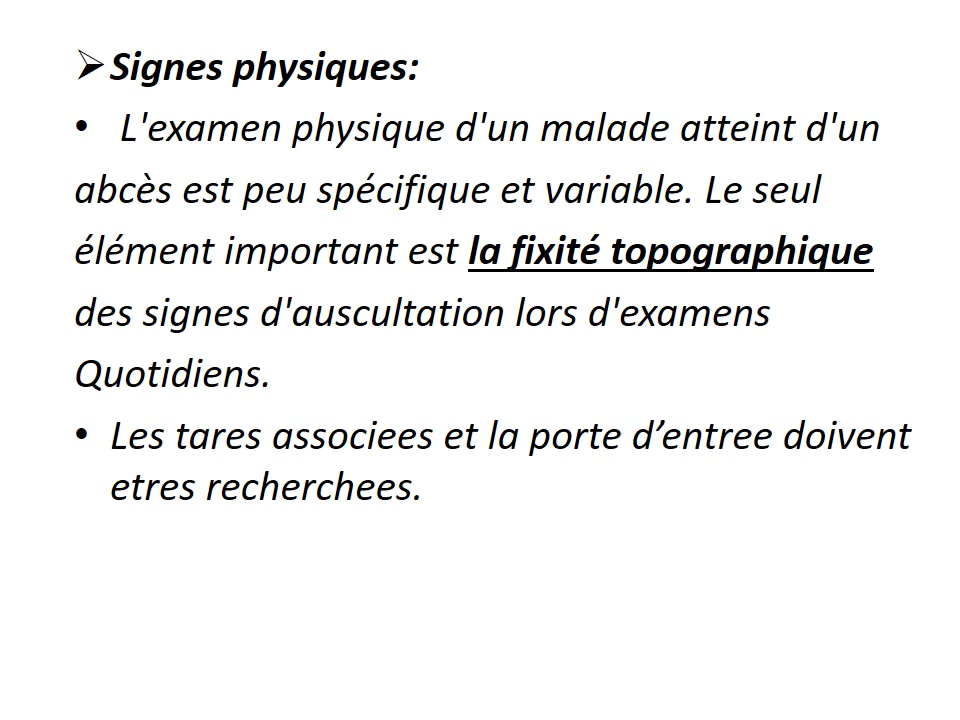 ➢ Signes physiques:
• L'examen physique d'un malade atteint d'un
abcès est peu spécifique et variable. Le seul
élément important est la fixité topographique
des signes d'auscultation lors d'examens
Quotidiens.
• Les tares associees et la porte d’entree doivent
etres recherchees.